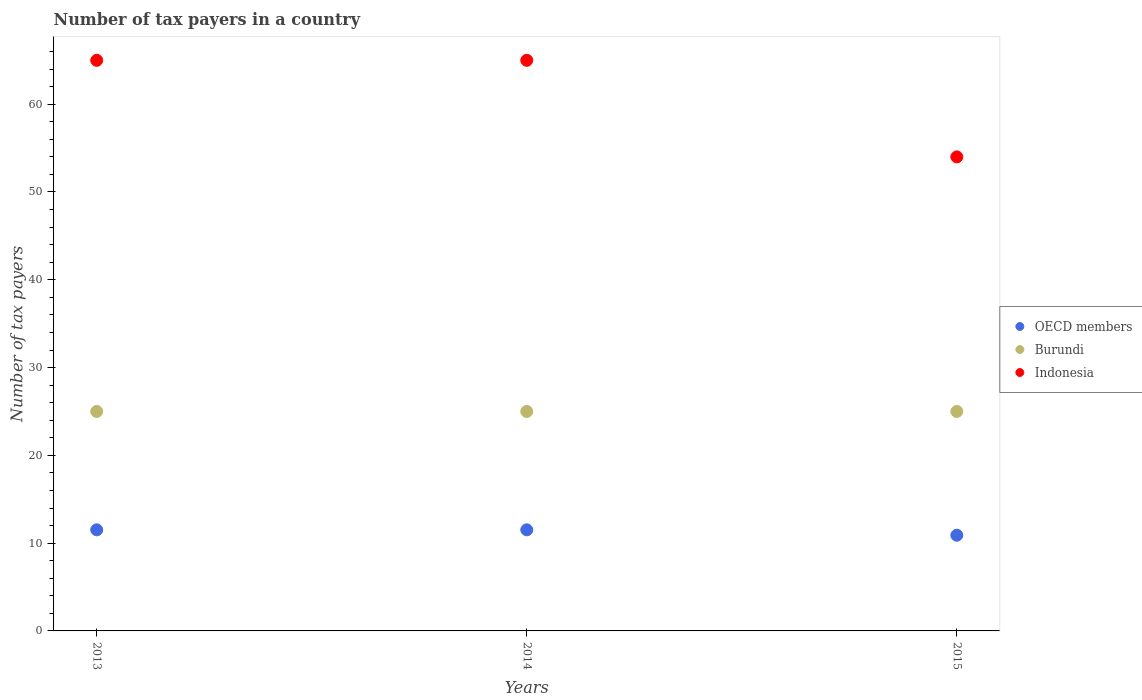 Number of tax payers in a country
Number of tax payers
60
50
40
30
20
10
0
2013
2014
2015
Years
OECD members
Burundi
Indonesia